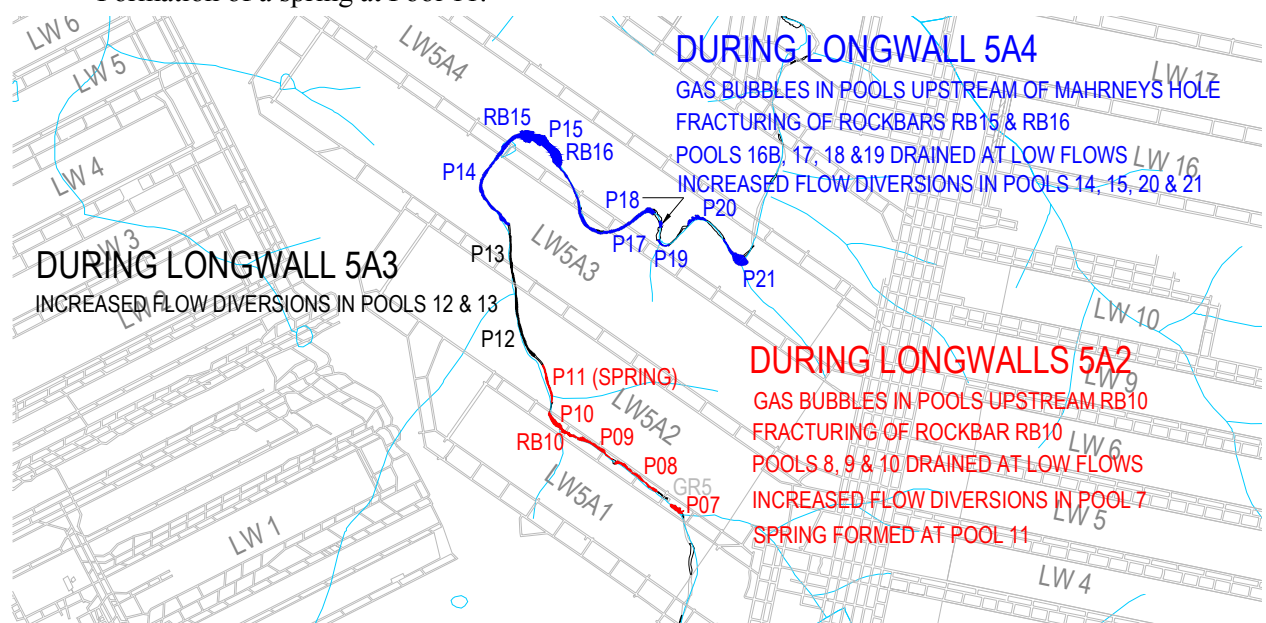 Formation of a spring at Pool 11.
LW 6
LW 5
LW 4
LW 3
LW 2
LW 1
LW5A4
LW5A3
LW5A2
LW5A1
DURING LONGWALL 5A4
GAS BUBBLES IN POOLS UPSTREAM OF MAHRNEYS HOLE
FRACTURING OF ROCKBARS RB15 & RB16
POOLS 16B, 17, 18 &19 DRAINED AT LOW FLOWS
INCREASED FLOW DIVERSIONS IN POOLS 14, 15, 20 & 21
LW 17
LW 16
RB15
P15
RB16
P14
P18
P20
P17
P19
P21
P13
DURING LONGWALL 5A3
INCREASED FLOW DIVERSIONS IN POOLS 12 & 13
P12
P11 (SPRING)
P10
RB10
P09
P08
GR5
P07
LW 10
LW 9
LW 6
LW 5
LW 4
DURING LONGWALLS 5A2
GAS BUBBLES IN POOLS UPSTREAM RB10
FRACTURING OF ROCKBAR RB10
POOLS 8, 9 & 10 DRAINED AT LOW FLOWS
INCREASED FLOW DIVERSIONS IN POOL 7
SPRING FORMED AT POOL 11